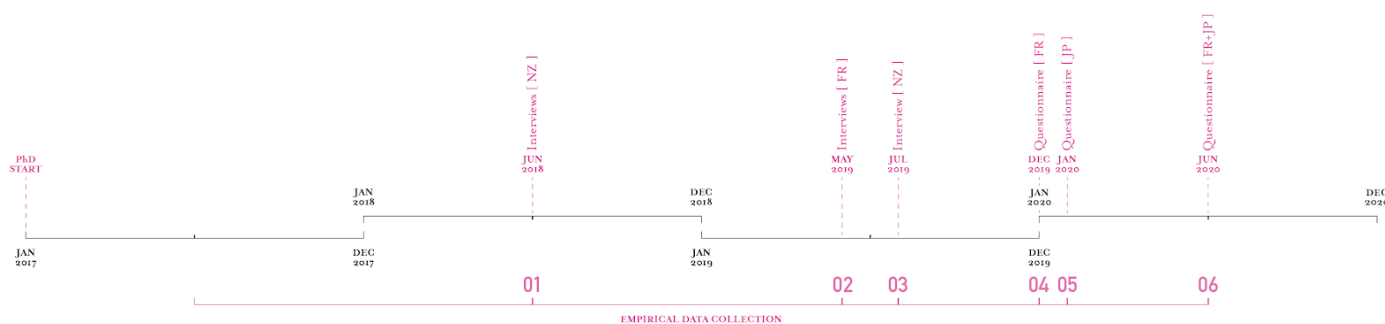 Interviews [ NZ ]
Interviews [ FR ]
Interview [ NZ ]
Questionnaire [ FR ]
Questionnaire [ JP ]
Questionnaire [ FR+JP ]
PhD
START
JUN
2018
MAY
2019
JUL
2019
DEC
2019
JAN
2020
JUN
2020
JAN
2018
DEC
2018
JAN
2020
DEC
2020
JAN
2017
DEC
2017
JAN
2019
DEC
2019
01
02
03
04
05
06
EMPIRICAL DATA COLLECTION